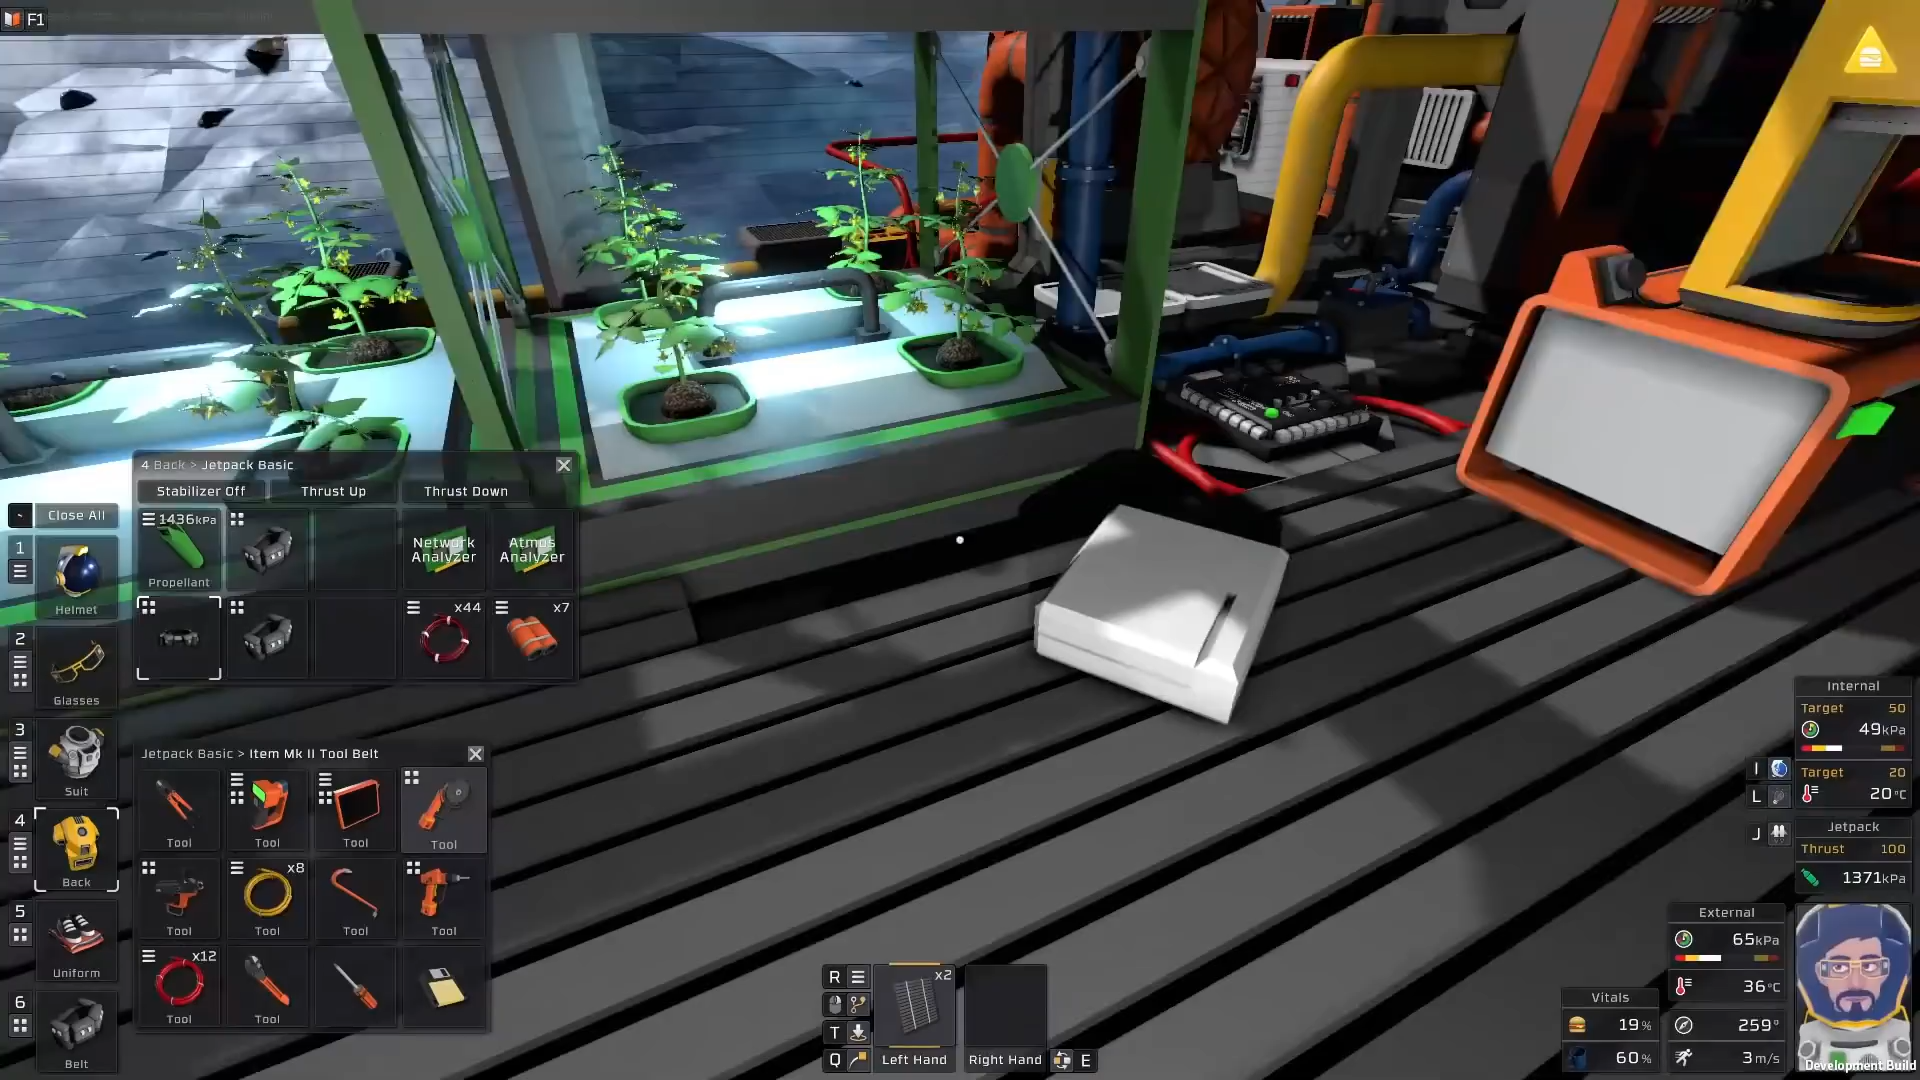 F1
4 Back > Jetpack Basic
Stabilizer Off
Thrust Up
Thrust Down
1436kPa
Propellant
Network Analyzer
Atmos Analyzer
x44
x7
Close All
1
Helmet
2
Glasses
3
Suit
4
Back
5
Uniform
6
Belt
Jetpack Basic > Item Mk II Tool Belt
Tool
Tool
Tool
Tool
Tool
x8
Tool
Tool
Tool
x12
Tool
Tool
R
x2
T
Q
Left Hand
Right Hand
E
Internal
Target 50
49kPa
Target 20
20°C
I
L
J
Jetpack
Thrust 100
1371kPa
External
65kPa
36°C
259°
3m/s
Vitals
19%
60%
Development Build